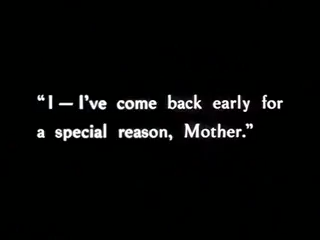 “I — I’ve come back early for
a special reason, Mother.”